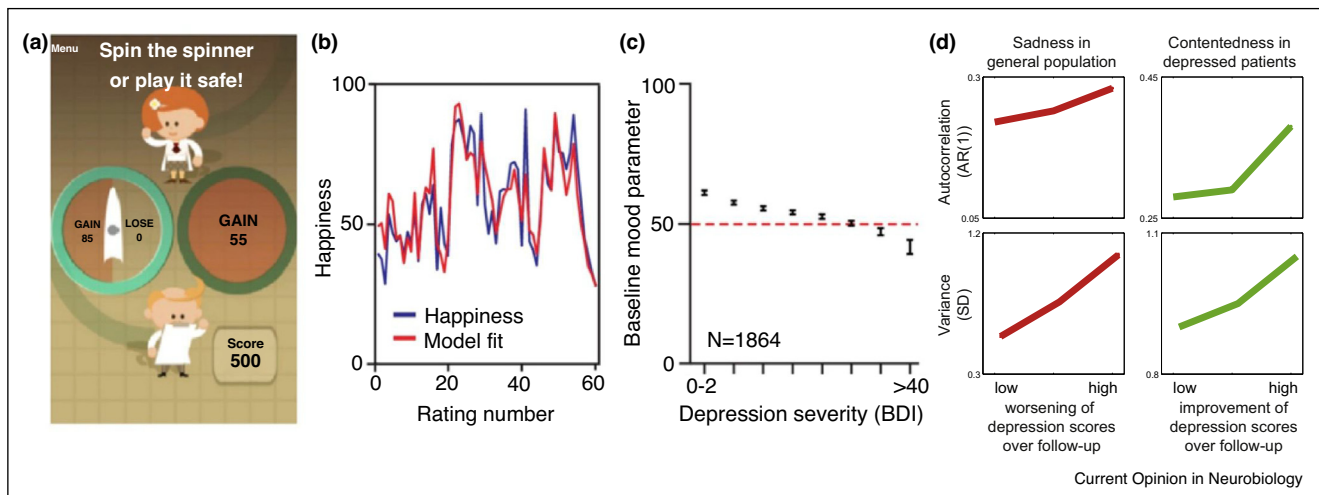 (a)
Menu
Spin the spinner
or play it safe!
GAIN
85
LOSE
0
GAIN
55
Score
500
(b)
100
50
0
Happiness
Happiness
Model fit
0
20
40
60
Rating number
(c)
100
50
0
Baseline mood parameter
N=1864
0-2
>40
Depression severity (BDI)
(d)
Sadness in
general population
Contentedness in
depressed patients
0.3
0.05
Autocorrelation
(AR(1))
0.45
0.25
1.2
0.3
Variance
(SD)
1.1
0.8
low
high
worsening of
depression scores
over follow-up
low
high
improvement of
depression scores
over follow-up
Current Opinion in Neurobiology